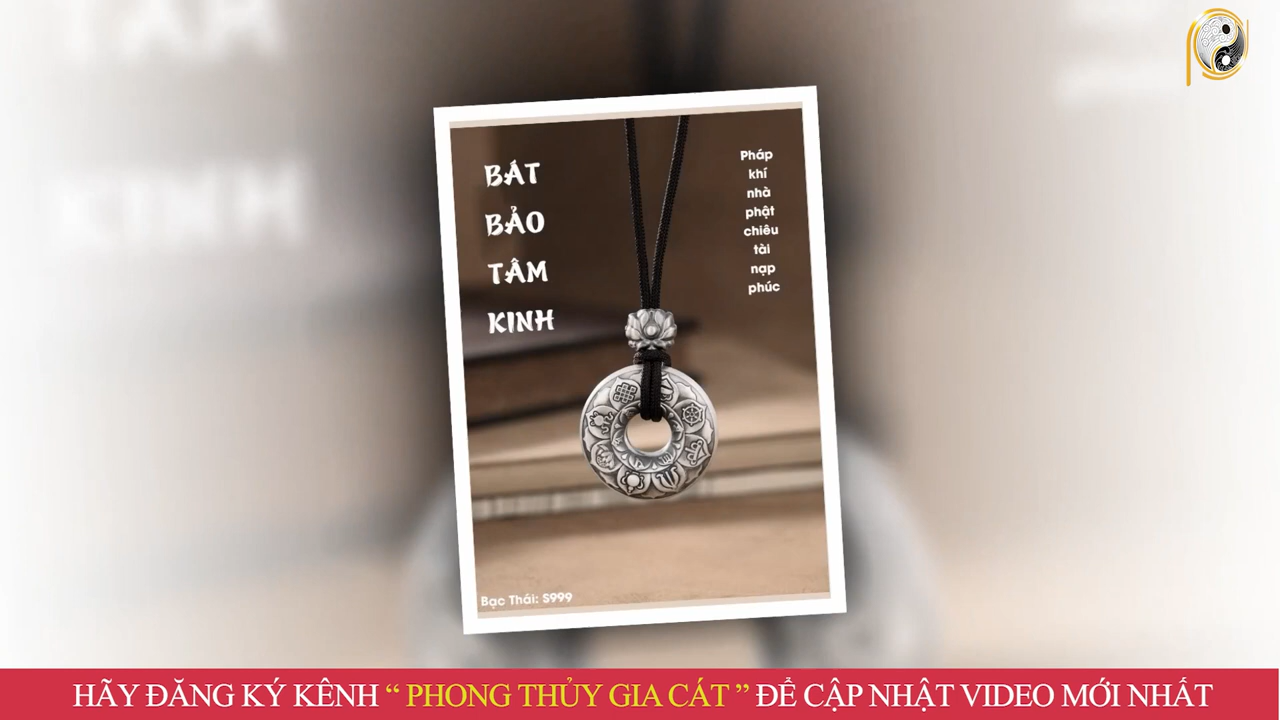 BÁT
BẢO
TÂM
KINH
Pháp
khí
nhà
phật
chiêu
tài
nạp
phúc
Bạc Thái: S999
HÃY ĐĂNG KÝ KÊNH “ PHONG THỦY GIA CÁT ” ĐỂ CẬP NHẬT VIDEO MỚI NHẤT